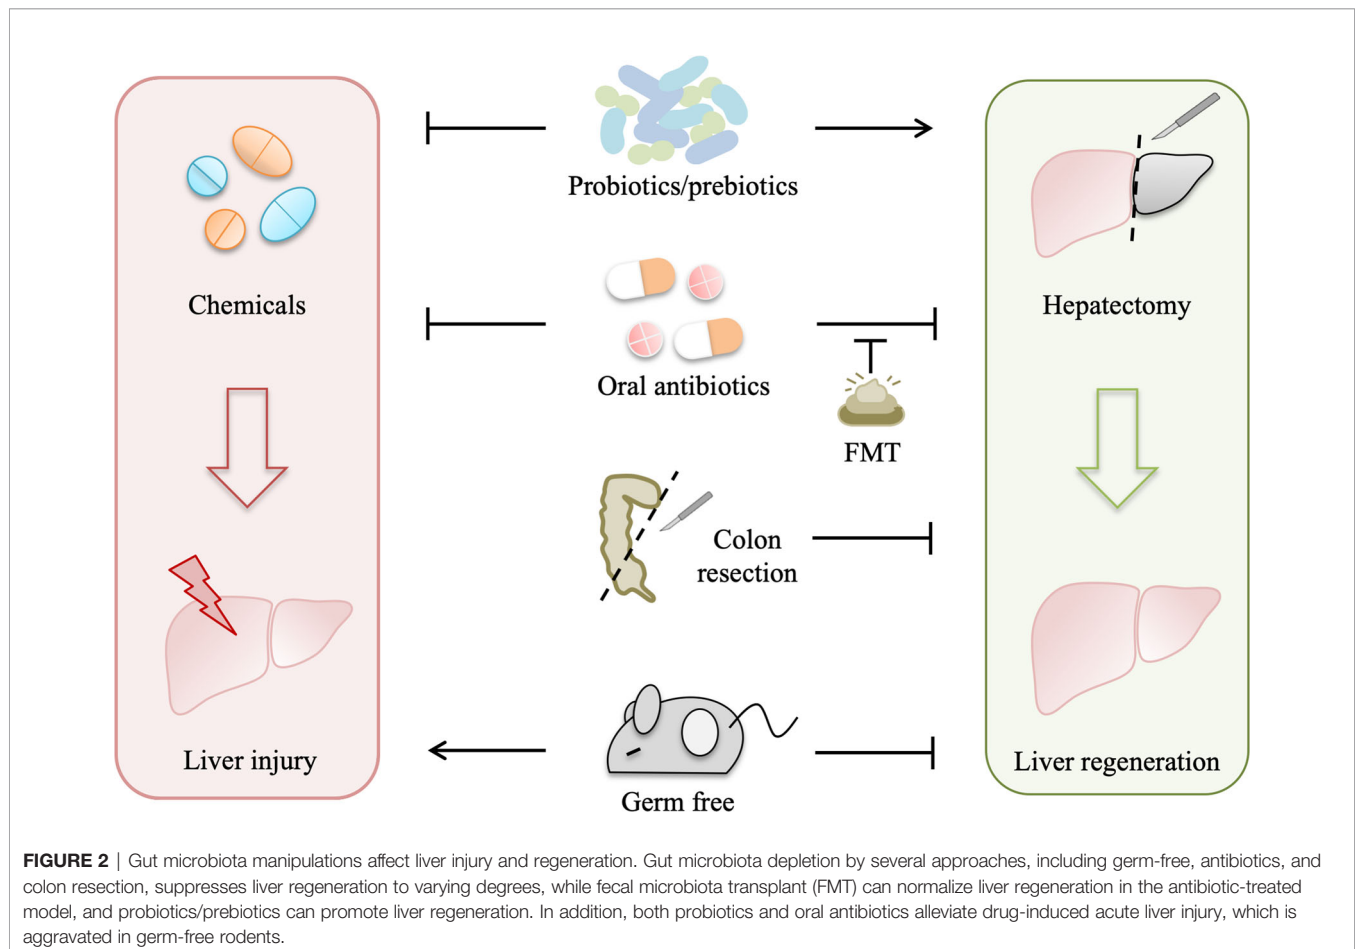 Probiotics/prebiotics
Chemicals
Hepatectomy
Oral antibiotics
FMT
Colon
resection
Liver injury
Liver regeneration
Germ free
FIGURE 2 | Gut microbiota manipulations affect liver injury and regeneration. Gut microbiota depletion by several approaches, including germ-free, antibiotics, and
colon resection, suppresses liver regeneration to varying degrees, while fecal microbiota transplant (FMT) can normalize liver regeneration in the antibiotic-treated
model, and probiotics/prebiotics can promote liver regeneration. In addition, both probiotics and oral antibiotics alleviate drug-induced acute liver injury, which is
aggravated in germ-free rodents.